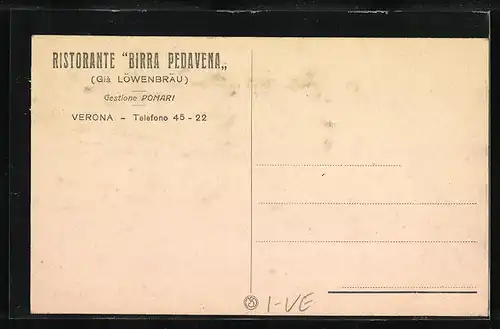 RISTORANTE "BIRRA PEDAVENA„
(Già LÖWENBRÄU)
Gestione POMARI
VERONA - Telefono 45-22
I-VE